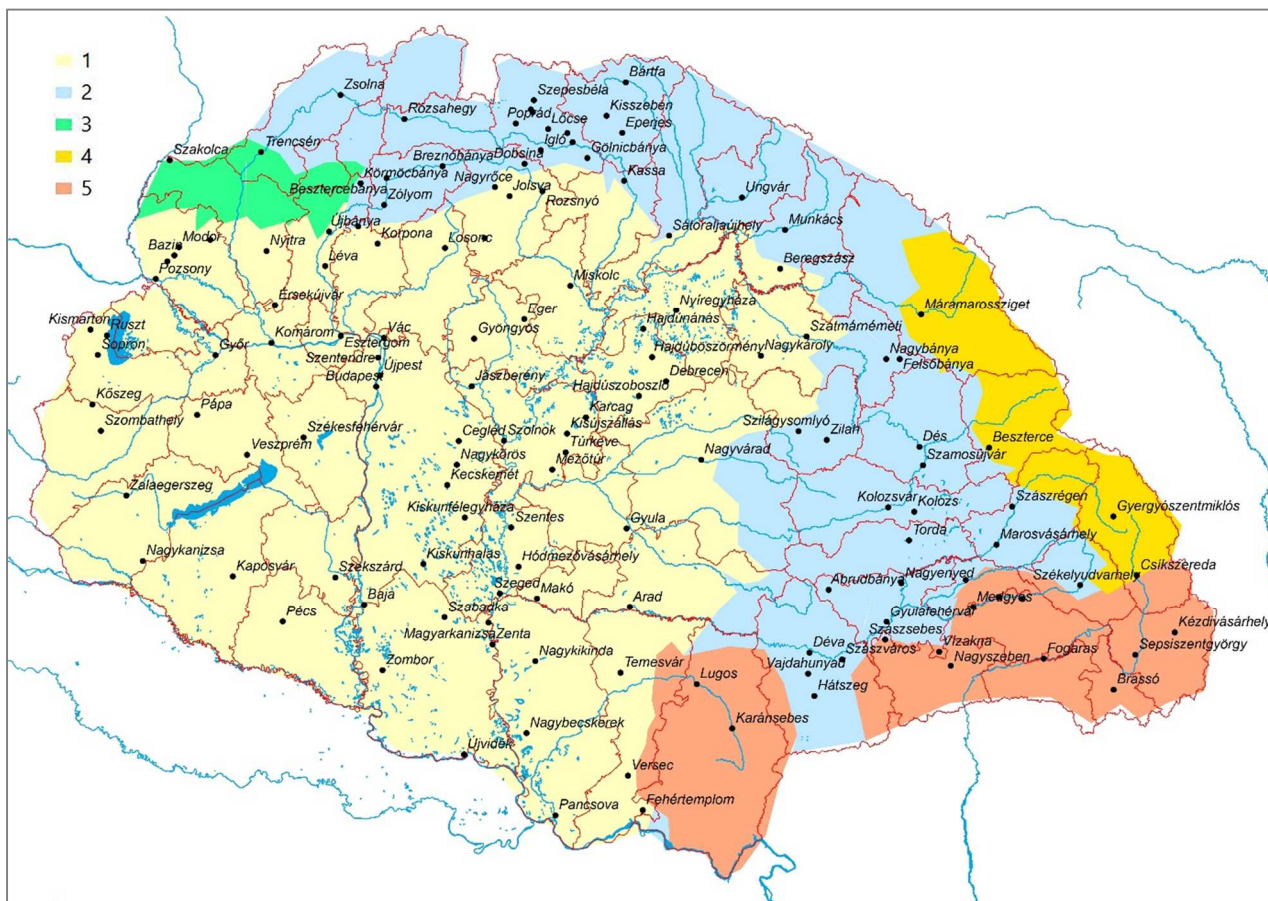 1
2
3
4
5
Zsolna
Rózsahegy
Szepesbéla
Bártfa
Poprád
Lőcse
Kisszeben
Eperjes
Igló
Gölnicbánya
Szakolca
Trencsén
Breznóbánya
Dobsina
Körmöcbánya
Besztercebánya
Nagyrőce
Jolsva
Kassa
Zólyom
Rozsnyó
Ungvár
Újbánya
Korpona
Losonc
Sátoraljaújhely
Munkács
Modor
Bazin
Nyitra
Léva
Pozsony
Beregszász
Miskolc
Érsekújvár
Máramarossziget
Nyíregyháza
Kismarton
Ruszt
Sopron
Győr
Komárom
Vác
Esztergom
Eger
Gyöngyös
Hajdúnánás
Szatmárnémeti
Szentendre
Újpest
Budapest
Hajdúböszörmény
Nagykároly
Nagybánya
Felsőbánya
Jászberény
Debrecen
Hajdúszoboszló
Kőszeg
Pápa
Szombathely
Karcag
Kisújszállás
Szilágysomlyó
Zilah
Székesfehérvár
Cegléd
Szolnok
Túrkeve
Veszprém
Nagykőrös
Mezőtúr
Nagyvárad
Dés
Szamosújvár
Beszterce
Kecskemét
Zalaegerszeg
Kiskunfélegyháza
Szentes
Gyula
Kolozsvár
Kolozs
Szászrégen
Gyergyószentmiklós
Torda
Marosvásárhely
Nagykanizsa
Kaposvár
Szekszárd
Kiskunhalas
Hódmezővásárhely
Csíkszereda
Szeged
Makó
Abrudbánya
Nagyenyed
Székelyudvarhely
Baja
Arad
Szabadka
Medgyes
Pécs
Magyarkanizsa
Zenta
Gyulafehérvár
Szászsebes
Kézdivásárhely
Nagykikinda
Déva
Szászváros
Vízakna
Sepsiszentgyörgy
Zombor
Temesvár
Lugos
Vajdahunyad
Nagyszeben
Fogaras
Hátszeg
Brassó
Nagybecskerek
Karánsebes
Újvidék
Versec
Pancsova
Fehértemplom